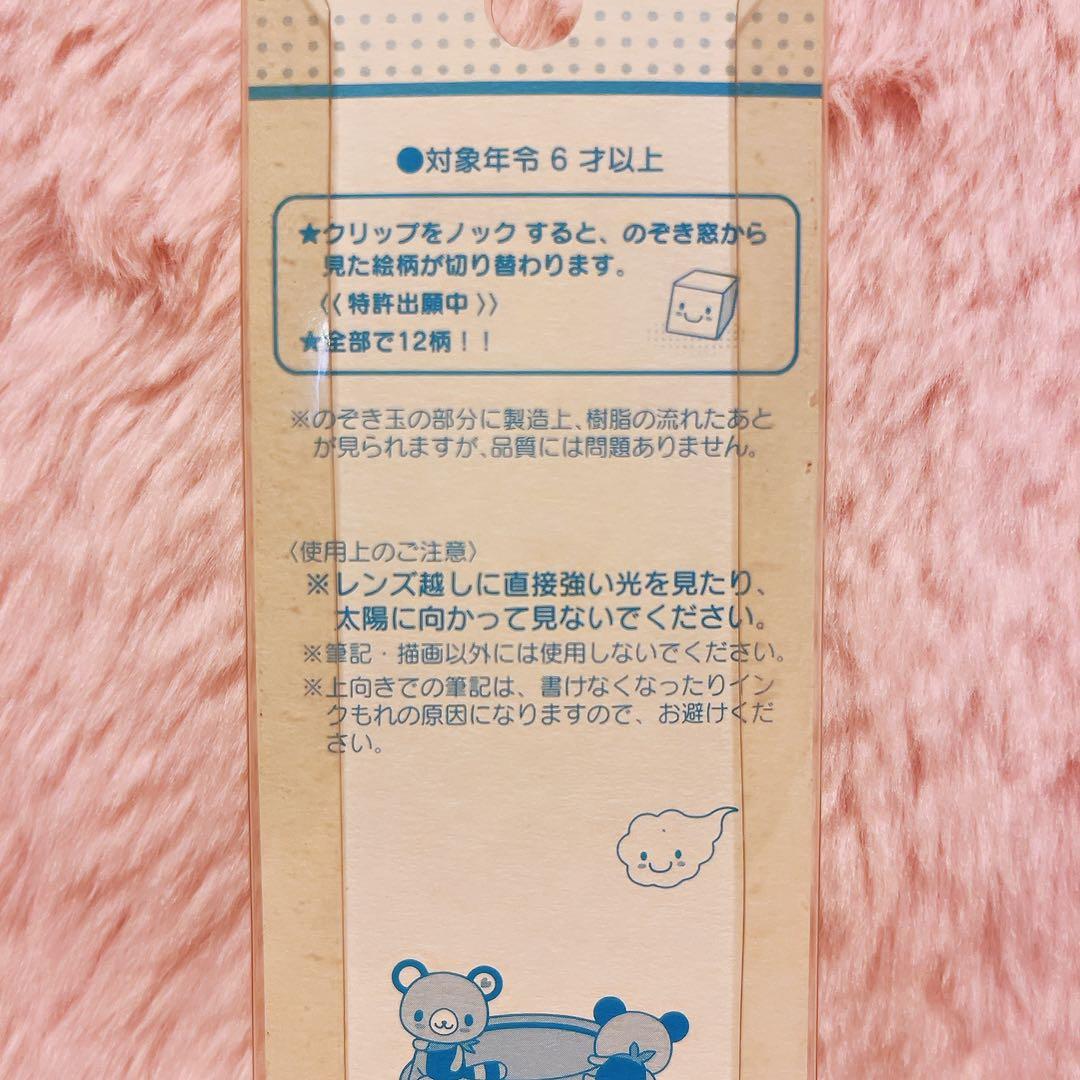 ●対象年令6才以上
★クリップをノックすると、のぞき窓から
見た絵柄が切り替わります。
《特許出願中》
★全部で12柄！！
※のぞき玉の部分に製造上、樹脂の流れたあと
が見られますが、品質には問題ありません。
〈使用上のご注意〉
※レンズ越しに直接強い光を見たり、
太陽に向かって見ないでください。
※筆記・描画以外には使用しないでください。
※上向きでの筆記は、書けなくなったりイン
クもれの原因になりますので、お避けくだ
さい。